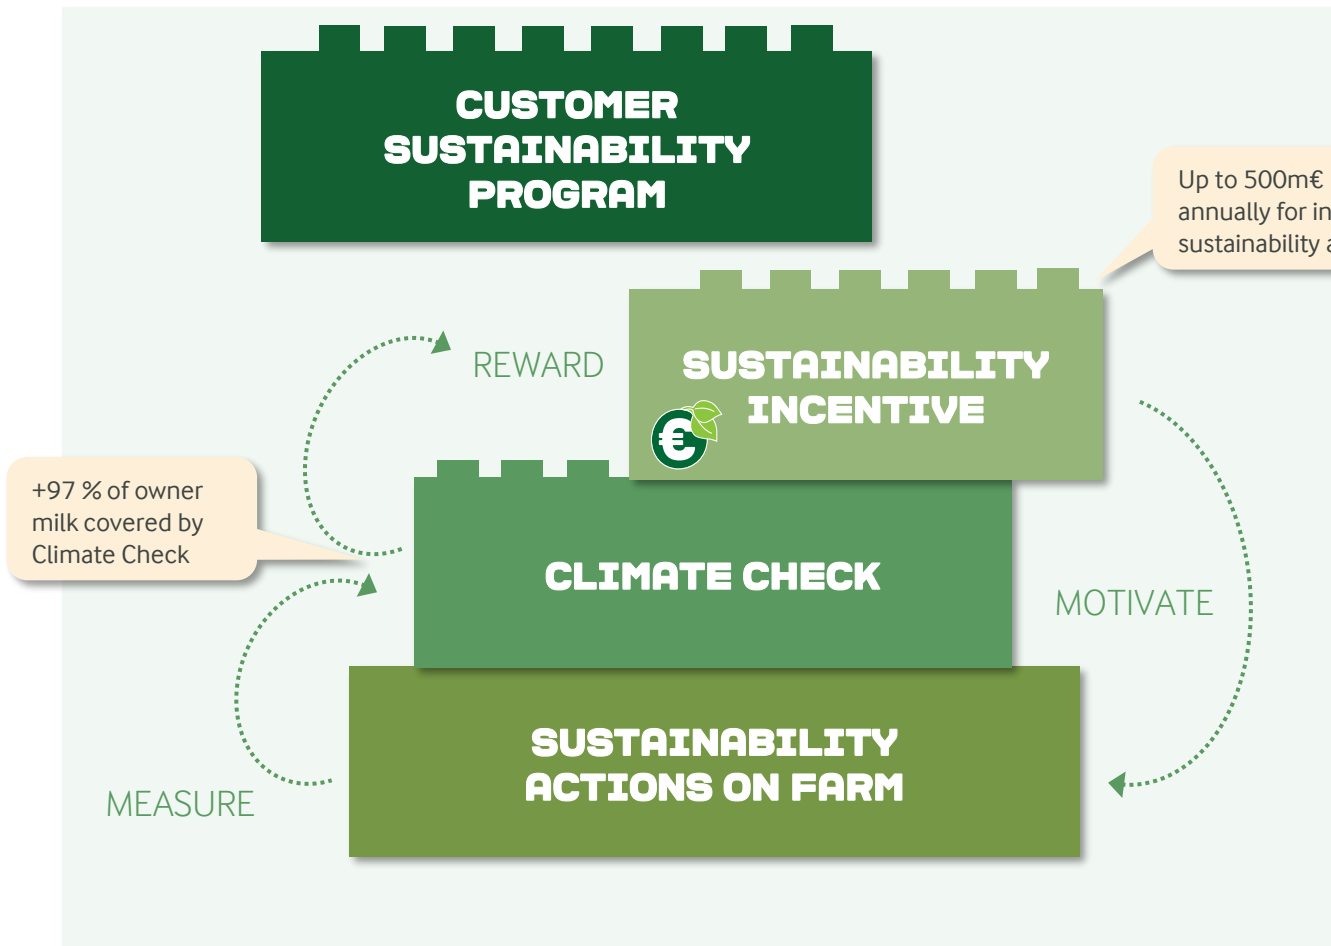 CUSTOMER
SUSTAINABILITY
PROGRAM
Up to 500m€
annually for
sustainability
REWARD
SUSTAINABILITY
INCENTIVE
€
+97 % of owner
milk covered by
Climate Check
CLIMATE CHECK
MOTIVATE
SUSTAINABILITY
ACTIONS ON FARM
MEASURE